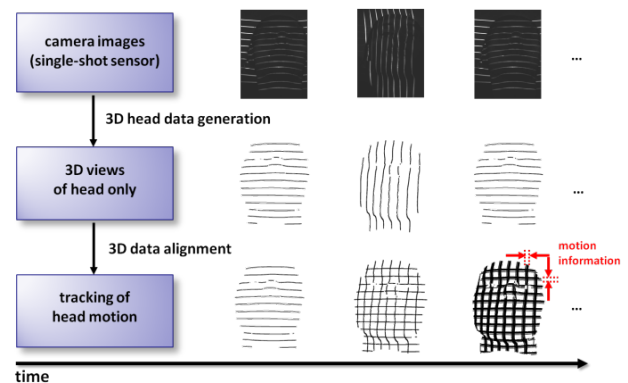 camera images
(single-shot sensor)
...
3D head data generation
3D views
of head only
...
3D data alignment
motion
information
tracking of
head motion
...
time